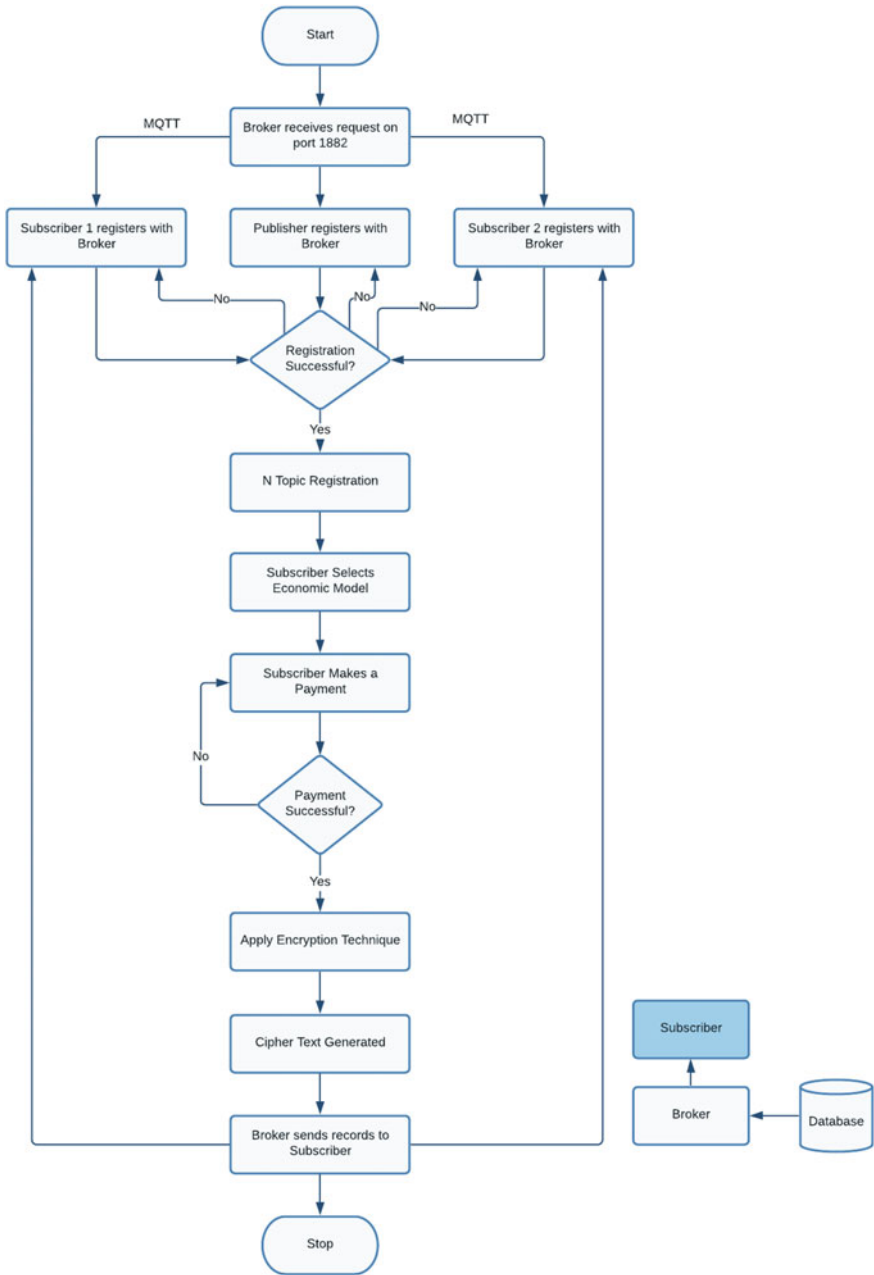 Start
MQTT
Broker receives request on
port 1882
MQTT
Subscriber 1 registers with
Broker
Publisher registers with
Broker
Subscriber 2 registers with
Broker
No
No
No
Registration
Successful?
Yes
N Topic Registration
Subscriber Selects
Economic Model
Subscriber Makes a
Payment
No
Payment
Successful?
Yes
Apply Encryption Technique
Cipher Text Generated
Subscriber
Broker
Database
Broker sends records to
Subscriber
Stop